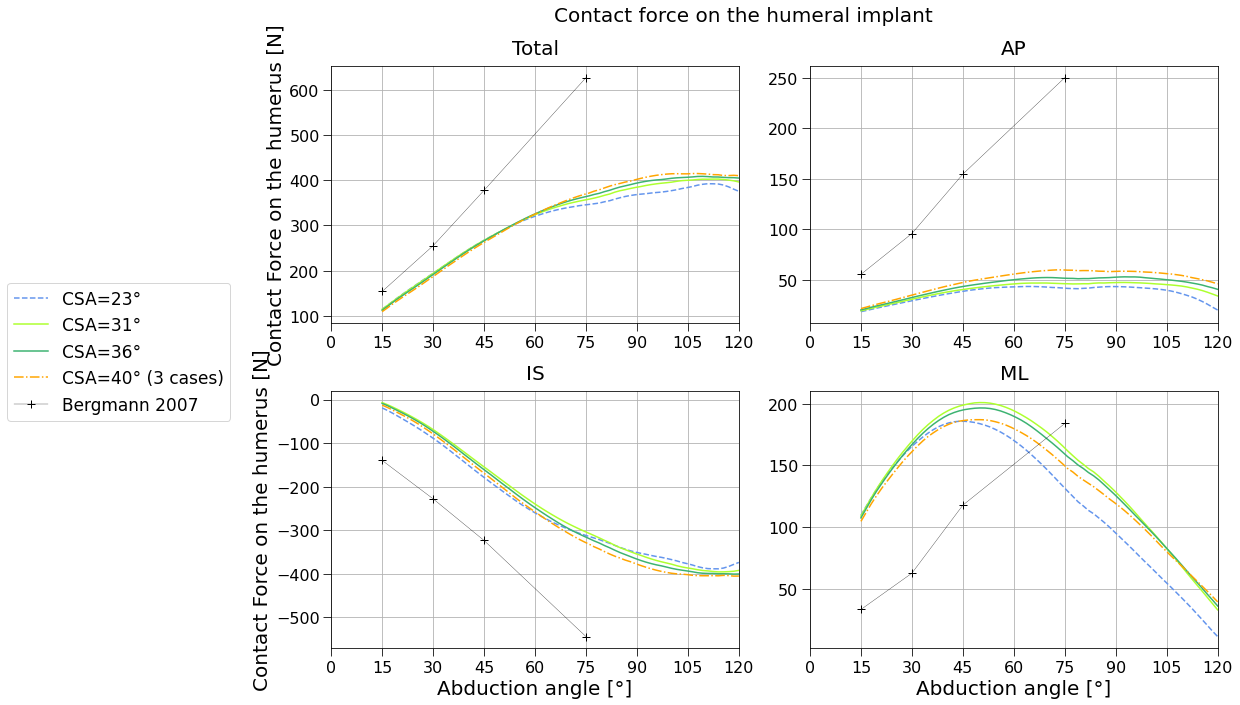 Contact force on the humeral implant
Total
Contact Force on the humerus [N]
600
500
400
300
200
100
0 15 30 45 60 75 90 105 120
AP
250
200
150
100
50
0 15 30 45 60 75 90 105 120
CSA=23°
CSA=31°
CSA=36°
CSA=40° (3 cases)
Bergmann 2007
IS
Contact Force on the humerus [N]
0
−100
−200
−300
−400
−500
0 15 30 45 60 75 90 105 120
Abduction angle [°]
ML
200
150
100
50
0 15 30 45 60 75 90 105 120
Abduction angle [°]